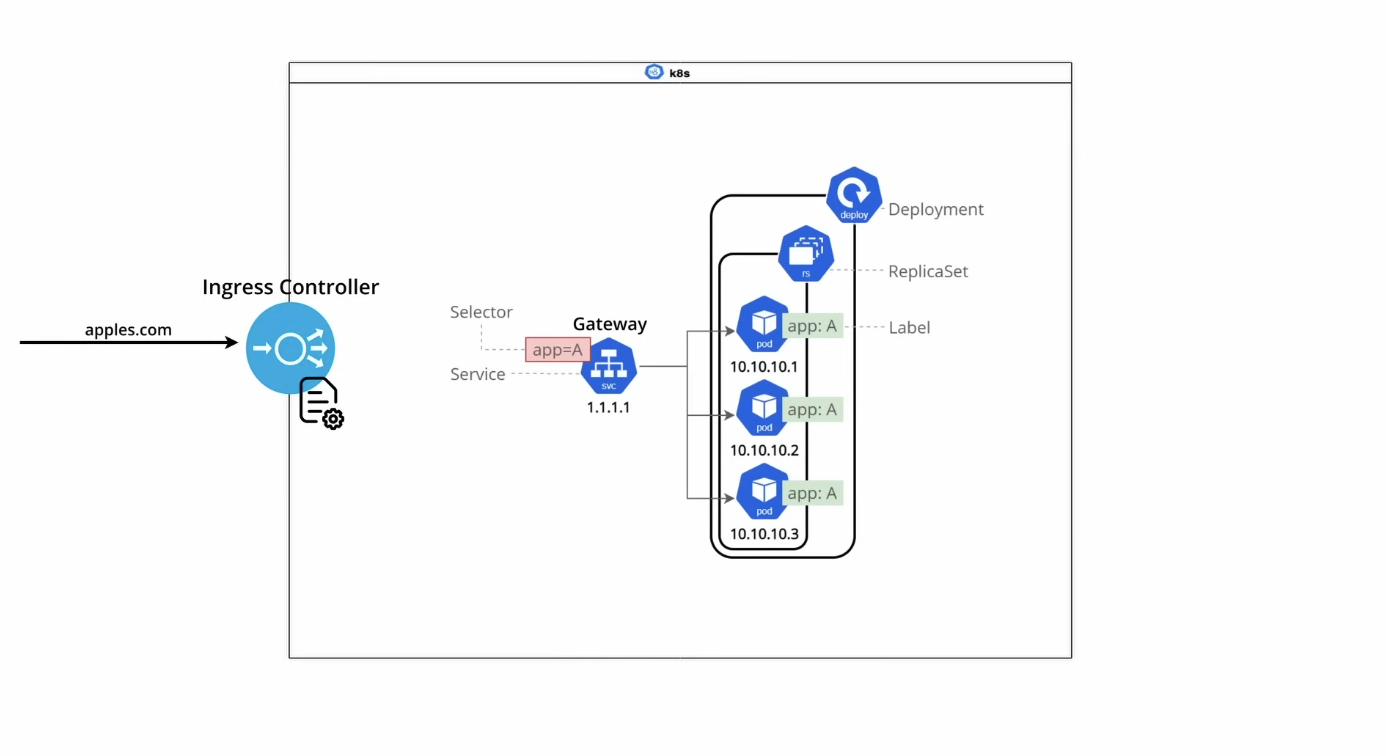 k8s
deploy
Deployment
rs
ReplicaSet
Ingress Controller
apples.com
Selector
Gateway
app=A
Service
svc
1.1.1.1
app: A
Label
pod
10.10.10.1
app: A
pod
10.10.10.2
app: A
pod
10.10.10.3